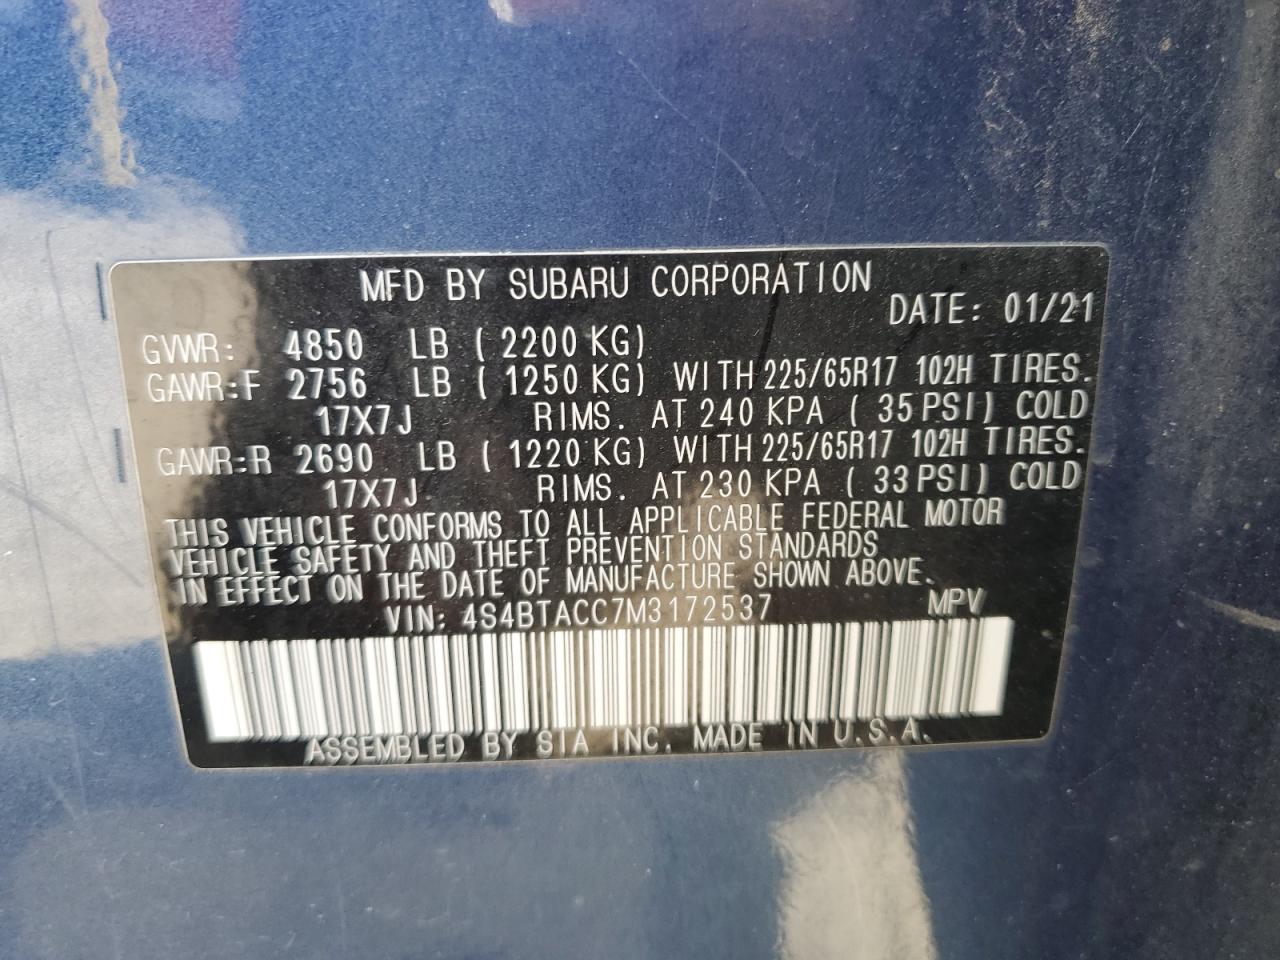 MFD BY SUBARU CORPORATION
DATE: 01/21
GVWR: 4850 LB ( 2200 KG)
GAWR:F 2756 LB ( 1250 KG) WITH 225/65R17 102H TIRES.
17X7J RIMS. AT 240 KPA ( 35 PSI) COLD
GAWR:R 2690 LB ( 1220 KG) WITH 225/65R17 102H TIRES.
17X7J RIMS. AT 230 KPA ( 33 PSI) COLD
THIS VEHICLE CONFORMS TO ALL APPLICABLE FEDERAL MOTOR
VEHICLE SAFETY AND THEFT PREVENTION STANDARDS
IN EFFECT ON THE DATE OF MANUFACTURE SHOWN ABOVE.
VIN: 4S4BTACC7M3172537 MPV
ASSEMBLED BY SIA INC. MADE IN U.S.A.